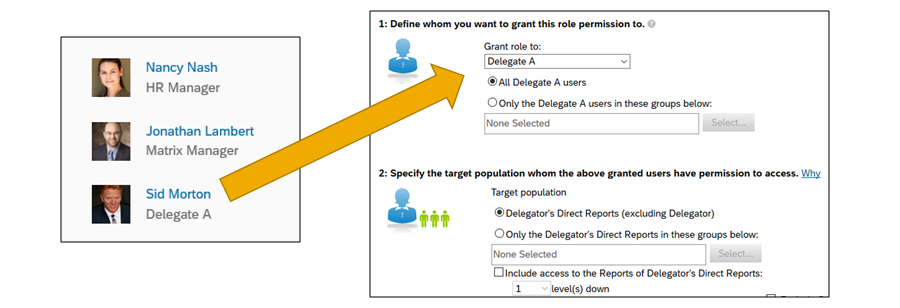 Nancy Nash
HR Manager
Jonathan Lambert
Matrix Manager
Sid Morton
Delegate A
1: Define whom you want to grant this role permission to.
Grant role to:
Delegate A
All Delegate A users
Only the Delegate A users in these groups below:
None Selected Select...
2: Specify the target population whom the above granted users have permission to access. Why
Target population
Delegator's Direct Reports (excluding Delegator)
Only the Delegator's Direct Reports in these groups below:
None Selected Select...
Include access to the Reports of Delegator's Direct Reports:
1 level(s) down